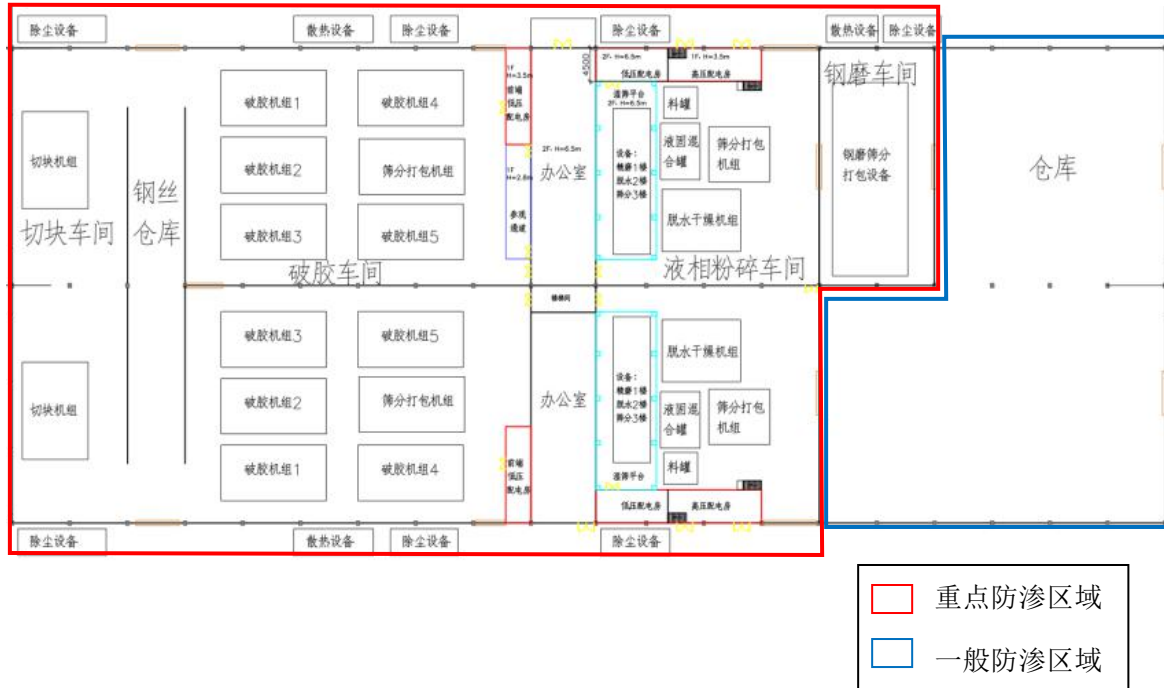 除尘设备
散热设备
除尘设备
除尘设备
散热设备
除尘设备
切块机组
切块车间
钢丝
仓库
破胶机组1
破胶机组4
破胶机组2
筛分打包机组
破胶机组3
破胶机组5
破胶车间
1F
H=3.5m
前端
低压
配电房
1F
H=2.8m
参观
通道
2F- H=6.5m
办公室
4500
2F- H=6.5m
低压配电房
1F-H=3.5m
高压配电房
湿筛平台
2F- H=6.5m
设备:
精磨1楼
脱水2楼
筛分3楼
料罐
液固混
合罐
筛分打包
机组
脱水干燥机组
液相粉碎车间
钢磨车间
钢磨筛分
打包设备
仓库
楼梯间
切块机组
破胶机组3
破胶机组5
破胶机组2
筛分打包机组
破胶机组1
破胶机组4
前端
低压
配电房
办公室
设备:
精磨1楼
脱水2楼
筛分3楼
湿筛平台
脱水干燥机组
液固混
合罐
筛分打包
机组
料罐
低压配电房
高压配电房
除尘设备
散热设备
除尘设备
除尘设备
重点防渗区域
一般防渗区域